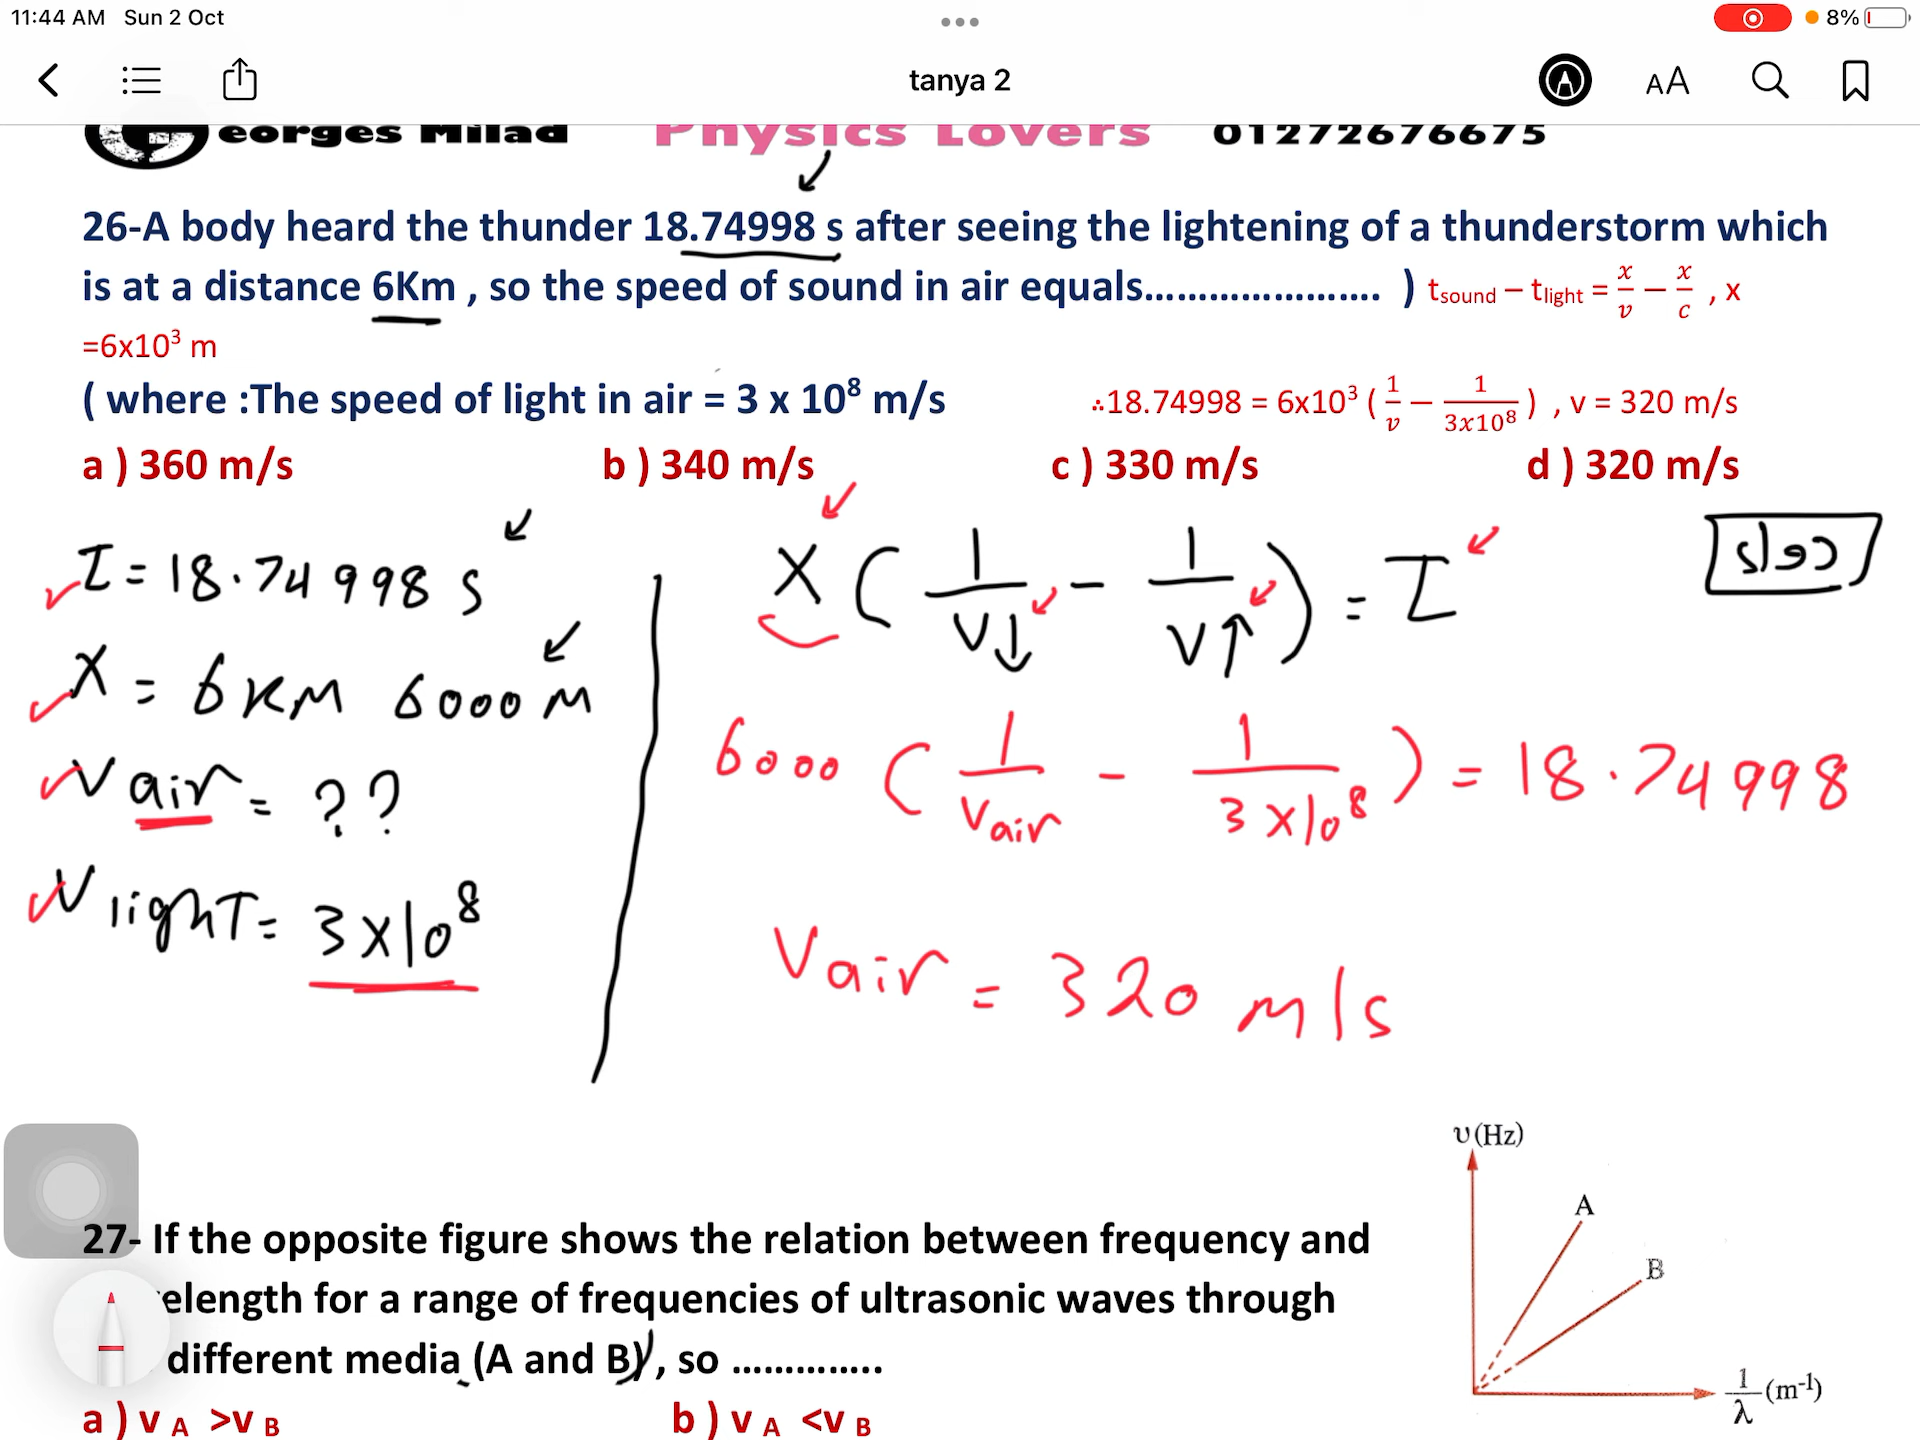 11:44 AM Sun 2 Oct
8%
tanya 2
AA
eorges Milad Physics Lovers 01272676675
26-A body heard the thunder 18.74998 s after seeing the lightening of a thunderstorm which
is at a distance 6Km , so the speed of sound in air equals..................... ) tsound – tlight = x/v − x/c , x
=6x10³ m
( where :The speed of light in air = 3 x 10⁸ m/s
∴18.74998 = 6x10³ ( 1/v − 1/3x10⁸ ) , v = 320 m/s
a ) 360 m/s b ) 340 m/s c ) 330 m/s d ) 320 m/s
t = 18.74998 s
X = 6 KM 6000 M
V air = ??
V light = 3 x 10⁸
X ( 1/V↓ - 1/V↑ ) = t
6000 ( 1/Vair - 1/3 x 10⁸ ) = 18.74998
Vair = 320 m/s
υ (Hz)
A
B
1/λ (m⁻¹)
27- If the opposite figure shows the relation between frequency and
elength for a range of frequencies of ultrasonic waves through
different media (A and B) , so ..............
a ) v A >v B b ) v A <v B